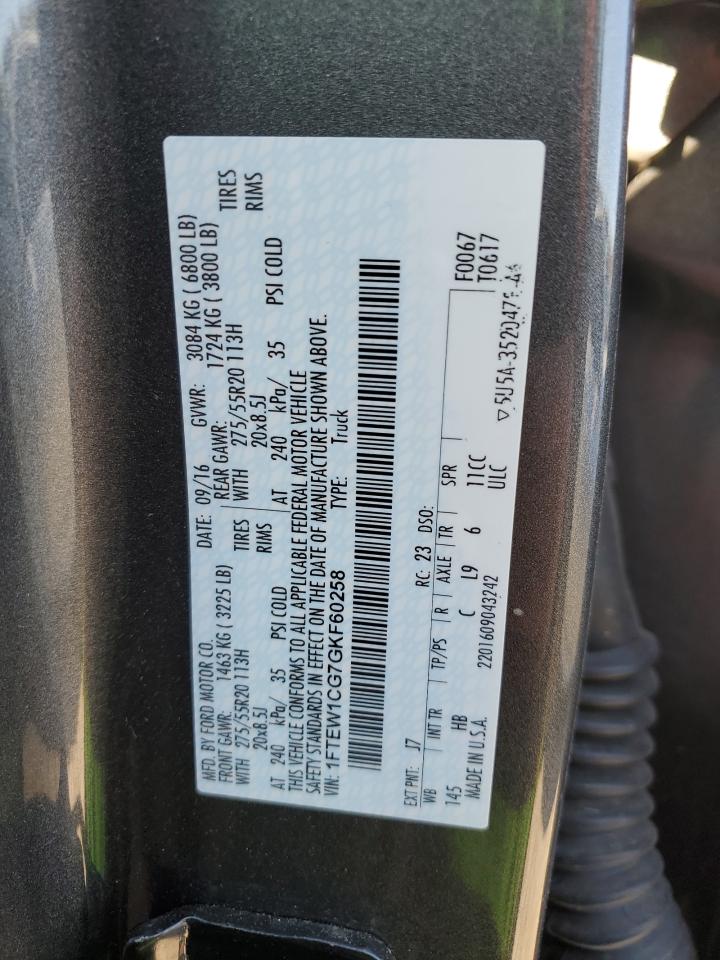 MFD. BY FORD MOTOR CO. DATE: 09/16 GVWR: 3084 KG ( 6800 LB)
FRONT GAWR: 1463 KG ( 3225 LB) REAR GAWR: 1724 KG ( 3800 LB)
WITH 275/55R20 113H TIRES WITH 275/55R20 113H TIRES
20x8.5J RIMS 20x8.5J RIMS
AT 240 kPa/ 35 PSI COLD AT 240 kPa/ 35 PSI COLD
THIS VEHICLE CONFORMS TO ALL APPLICABLE FEDERAL MOTOR VEHICLE
SAFETY STANDARDS IN EFFECT ON THE DATE OF MANUFACTURE SHOWN ABOVE.
VIN: 1FTEW1CG7GKF60258 TYPE: Truck
EXT PNT: J7 RC: 23 DSO: F0067
WB INT TR TP/PS R AXLE TR SPR T0617
145 HB C L9 6 11CC
MADE IN U.S.A. 2201609043242 ULC